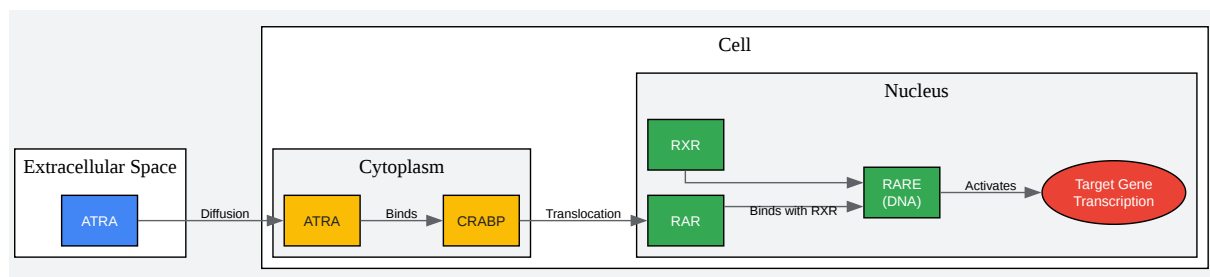 Cell
Nucleus
Extracellular Space
Cytoplasm
RXR
ATRA
Diffusion
ATRA
Binds
CRABP
Translocation
RAR
Binds with RXR
RARE
(DNA)
Activates
Target Gene
Transcription